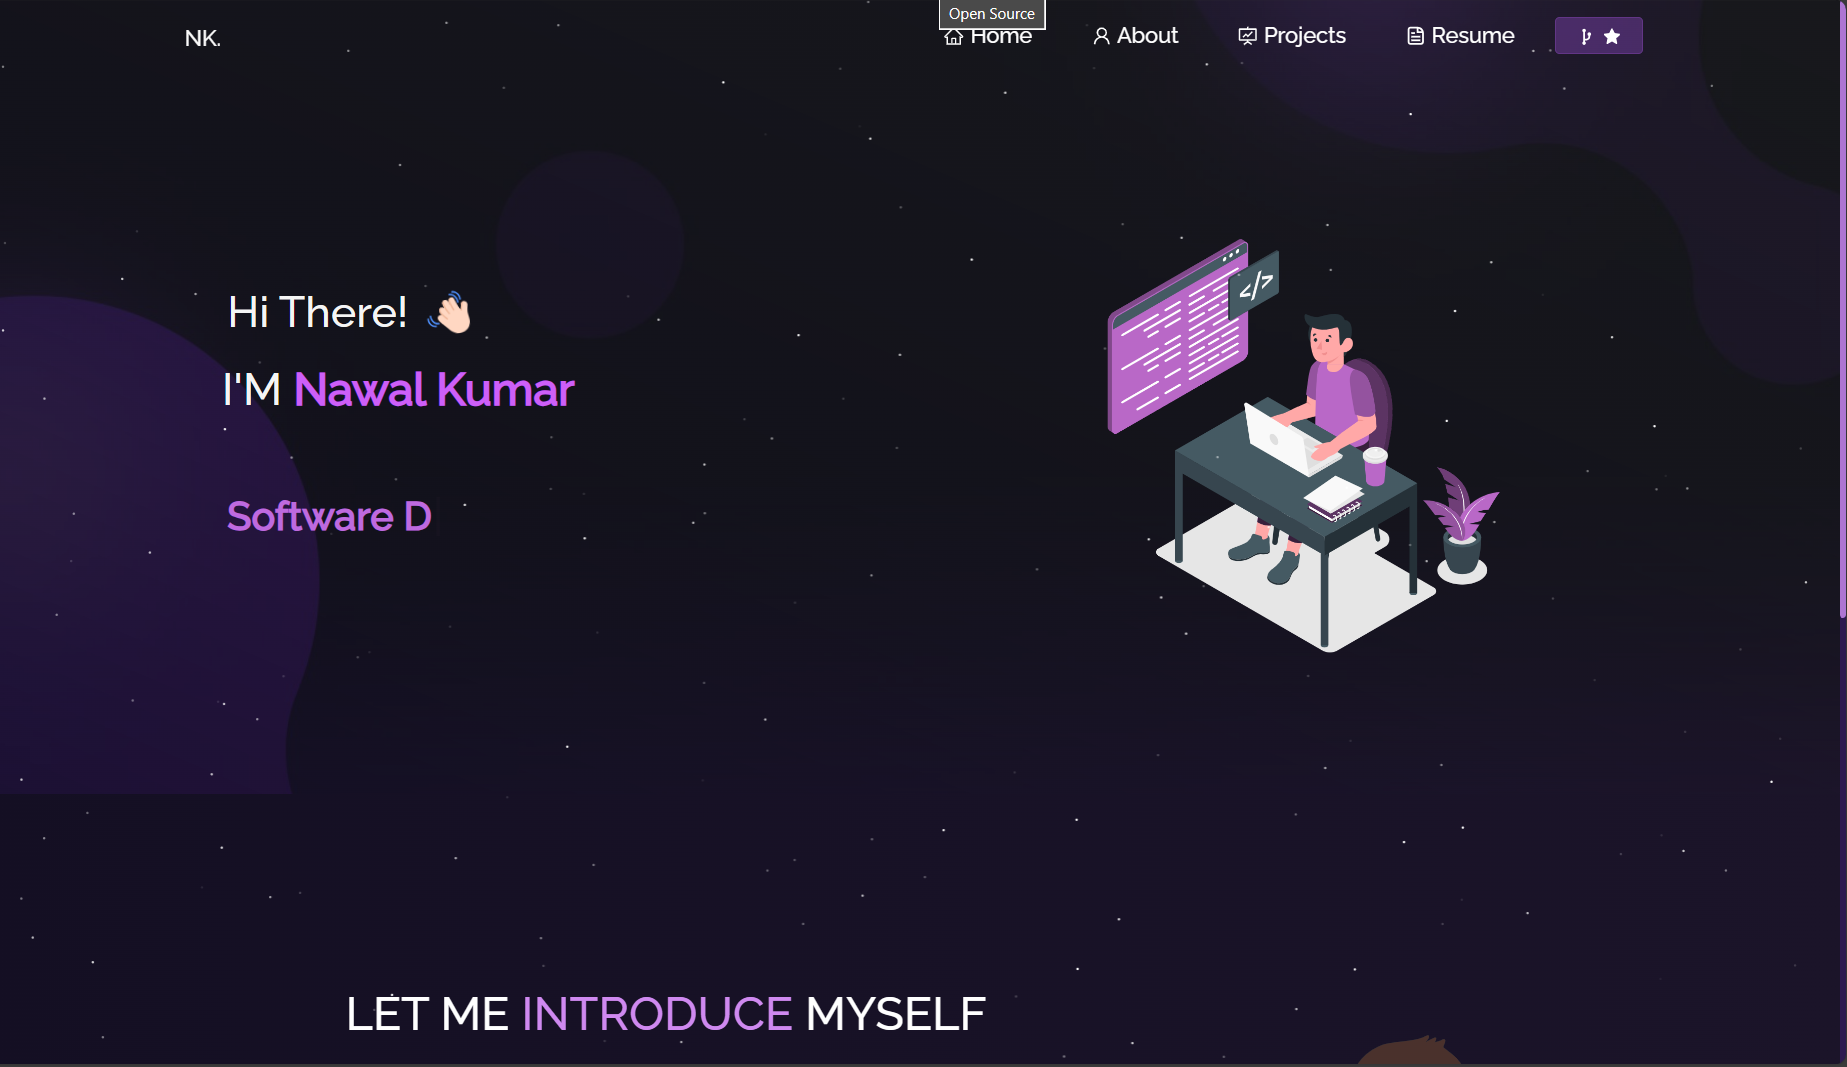 Open Source
NK.
Home
About
Projects
Resume
Hi There! 👋🏻
I'M Nawal Kumar
Software D
</>
LET ME INTRODUCE MYSELF